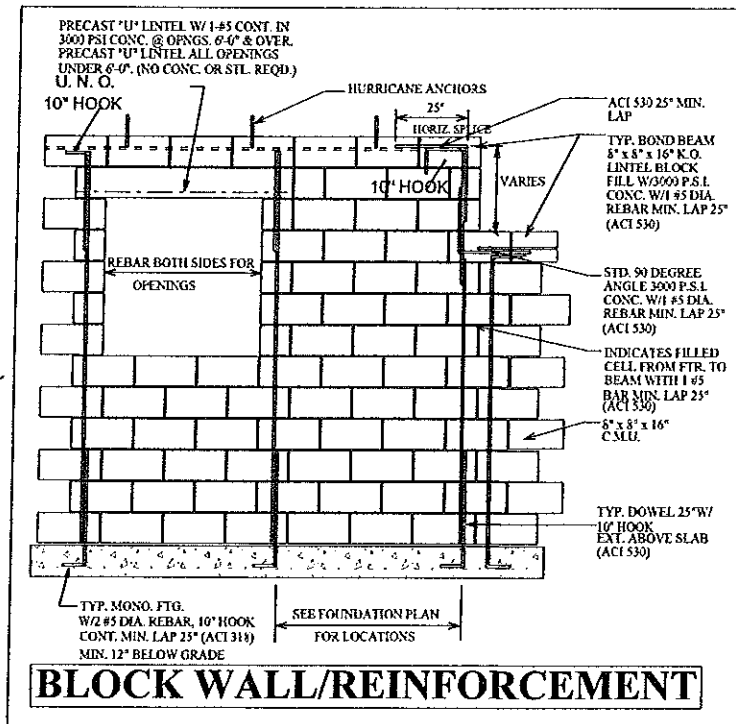 PRECAST "U" LINTEL W/ 1-#5 CONT. IN
3000 PSI CONC. @ OPNGS. 6'-0" & OVER.
PRECAST "U" LINTEL ALL OPENINGS
UNDER 6'-0". (NO CONC. OR STL. REQD.)
U. N. O.
10" HOOK
HURRICANE ANCHORS
25"
HORIZ. SPLICE
10" HOOK
ACI 530 25" MIN.
LAP
VARIES
TYP. BOND BEAM
8" x 8" x 16" K.O.
LINTEL BLOCK
FILL W/3000 P.S.I.
CONC. W/1 #5 DIA.
REBAR MIN. LAP 25"
(ACI 530)
REBAR BOTH SIDES FOR
OPENINGS
STD. 90 DEGREE
ANGLE 3000 P.S.I.
CONC. W/1 #5 DIA.
REBAR MIN. LAP 25"
(ACI 530)
INDICATES FILLED
CELL FROM FTR. TO
BEAM WITH 1 #5
BAR MIN. LAP 25"
(ACI 530)
8" x 8" x 16"
C.M.U.
TYP. DOWEL 25" W/
10" HOOK
EXT. ABOVE SLAB
(ACI 530)
TYP. MONO. FTG.
W/2 #5 DIA. REBAR, 10" HOOK
CONT. MIN. LAP 25" (ACI 318)
MIN. 12" BELOW GRADE
SEE FOUNDATION PLAN
FOR LOCATIONS
BLOCK WALL/REINFORCEMENT